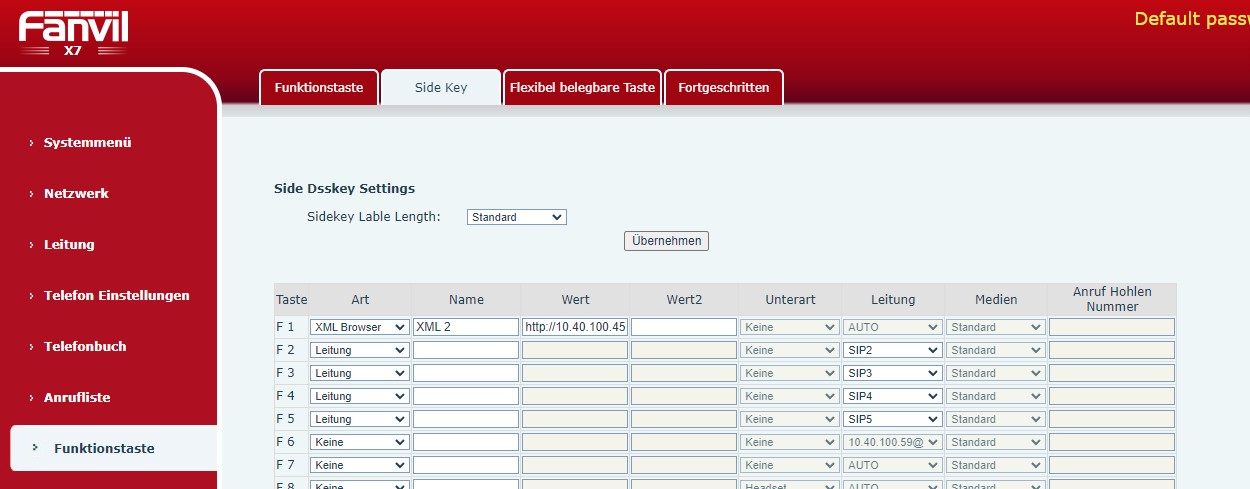 Fanvil
X7
Default passw
Funktionstaste Side Key Flexibel belegbare Taste Fortgeschritten
› Systemmenü
› Netzwerk
› Leitung
› Telefon Einstellungen
› Telefonbuch
› Anrufliste
› Funktionstaste
Side Dsskey Settings
Sidekey Lable Length: Standard
Übernehmen
Taste Art Name Wert Wert2 Unterart Leitung Medien Anruf Hohlen Nummer
F 1 XML Browser XML 2 http://10.40.100.45 Keine AUTO Standard
F 2 Leitung Keine SIP2 Standard
F 3 Leitung Keine SIP3 Standard
F 4 Leitung Keine SIP4 Standard
F 5 Leitung Keine SIP5 Standard
F 6 Keine Keine 10.40.100.59@ Standard
F 7 Keine Keine AUTO Standard
F 8 Keine Headset AUTO Standard